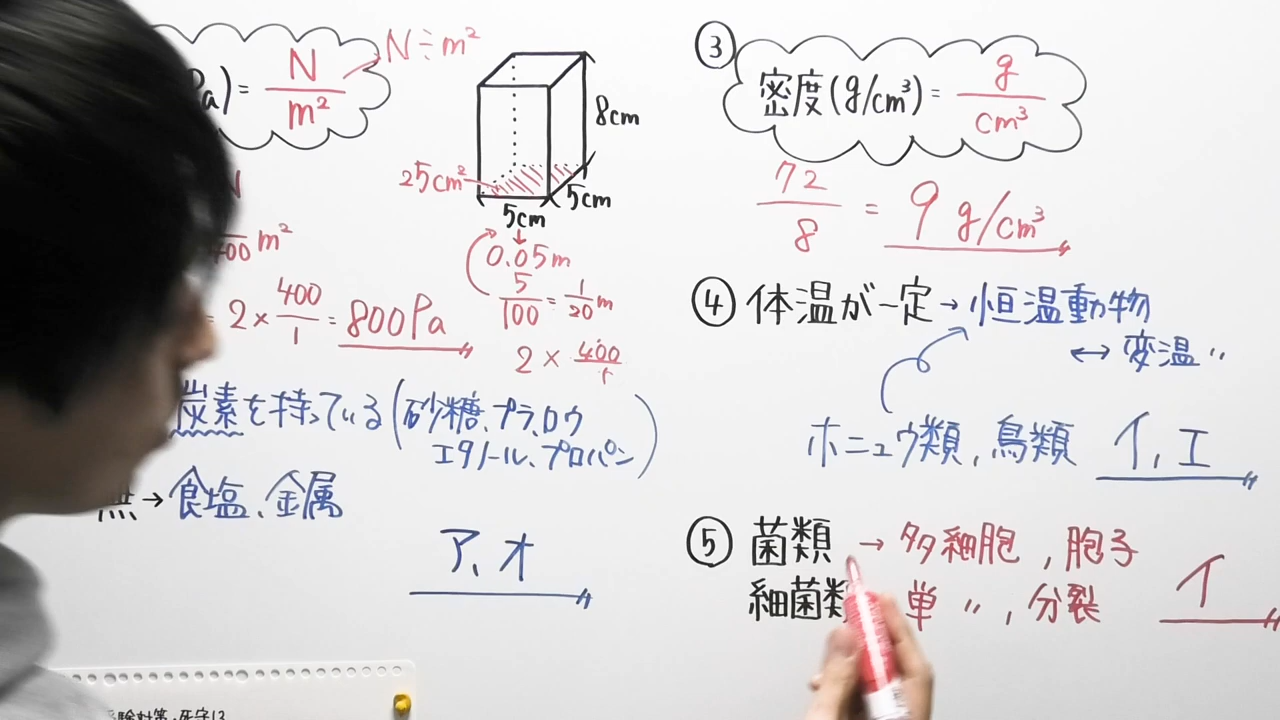 a) = N/m²
N÷m²
8cm
25cm²
5cm
5cm
N
400 m²
0.05m
5/100 = 1/20 m
= 2 × 400/1 = 800Pa
2 × 400/1
炭素を持っている(砂糖、プラ、ロウ
エタノール、プロパン)
無→食塩、金属
ア、オ
③
密度(g/cm³) = g/cm³
72/8 = 9 g/cm³
④ 体温が一定→恒温動物
↔ 変温〃
ホニュウ類、鳥類 イ、エ
⑤ 菌類 → 多細胞、胞子
細菌類 単〃、分裂
イ